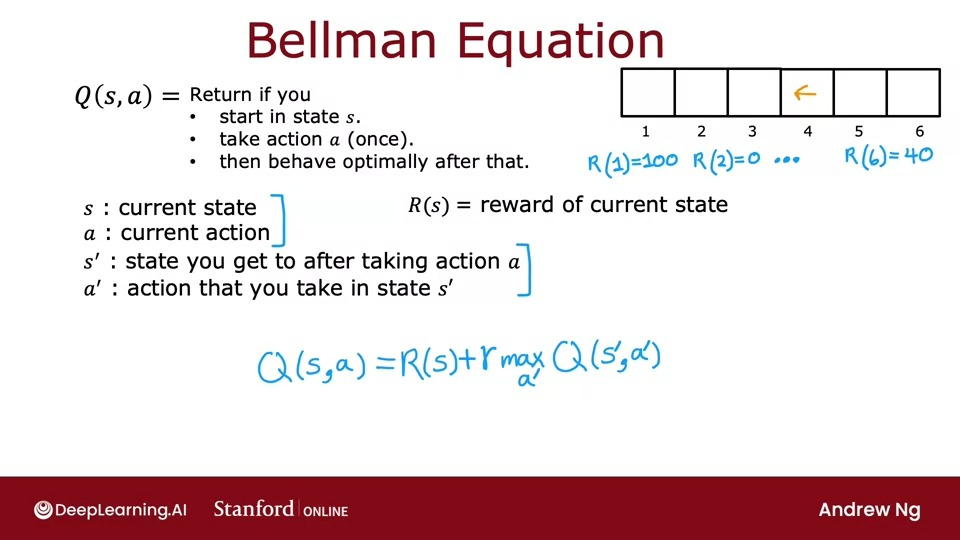 Bellman Equation
Q(s, a) = Return if you
• start in state s.
• take action a (once).
• then behave optimally after that.
←
1 2 3 4 5 6
R(1)=100 R(2)=0 ... R(6)=40
s : current state
a : current action
R(s) = reward of current state
s′ : state you get to after taking action a
a′ : action that you take in state s′
Q(s,a) = R(s)+γ max Q(s′,a′)
a′
DeepLearning.AI Stanford ONLINE Andrew Ng